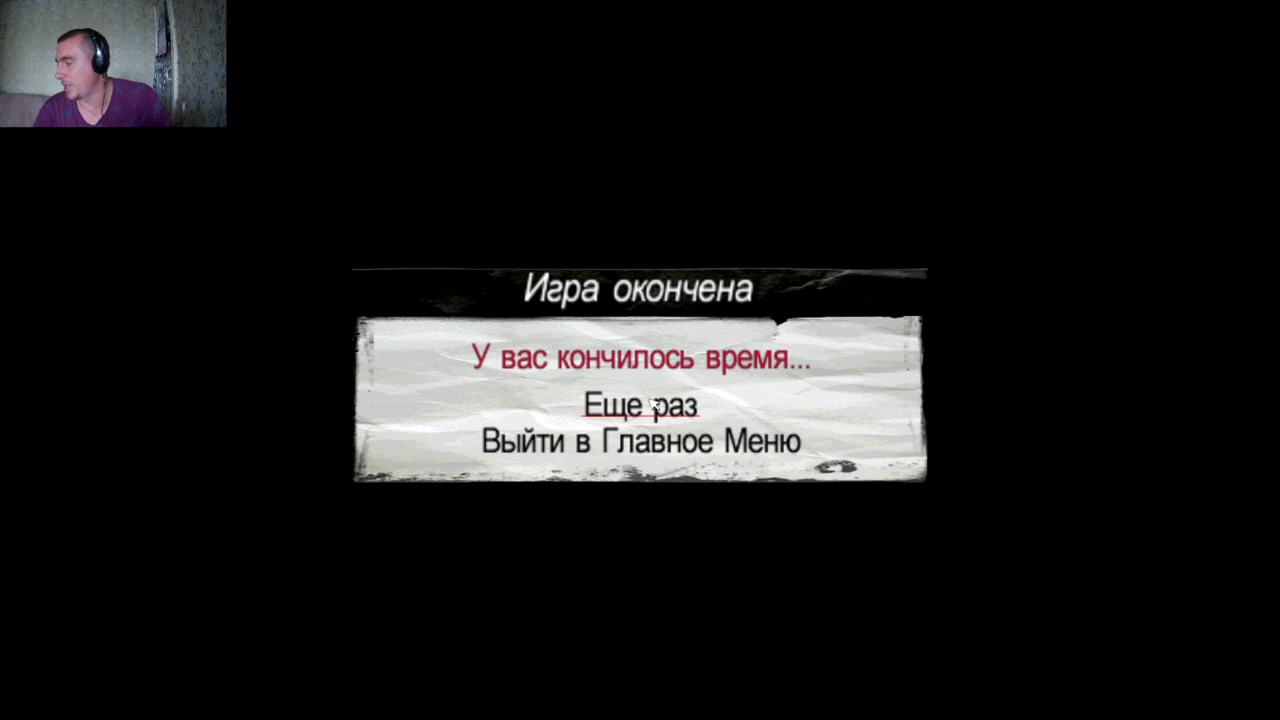 Игра окончена
У вас кончилось время...
Еще раз
Выйти в Главное Меню